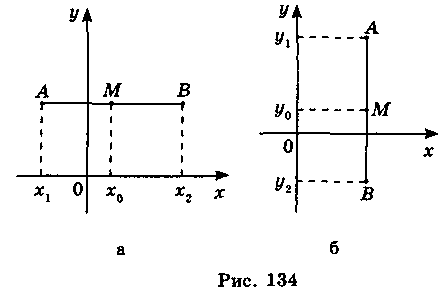 y
A M B
x₁ 0 x₀ x₂ x
а
y
y₁ A
y₀ M
0 x
y₂ B
б
Рис. 134